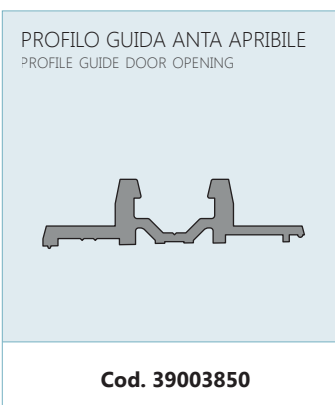 PROFILO GUIDA ANTA APRIBILE
PROFILE GUIDE DOOR OPENING
Cod. 39003850